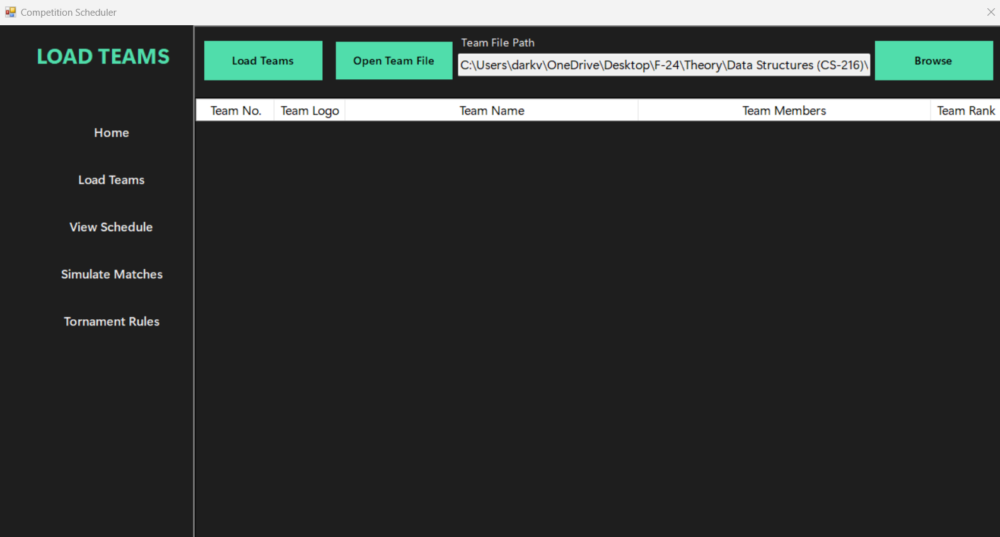 Competition Scheduler
LOAD TEAMS
Home
Load Teams
View Schedule
Simulate Matches
Tornament Rules
Load Teams
Open Team File
Team File Path
C:\Users\darkv\OneDrive\Desktop\F-24\Theory\Data Structures (CS-216)\
Browse
Team No. Team Logo Team Name Team Members Team Rank